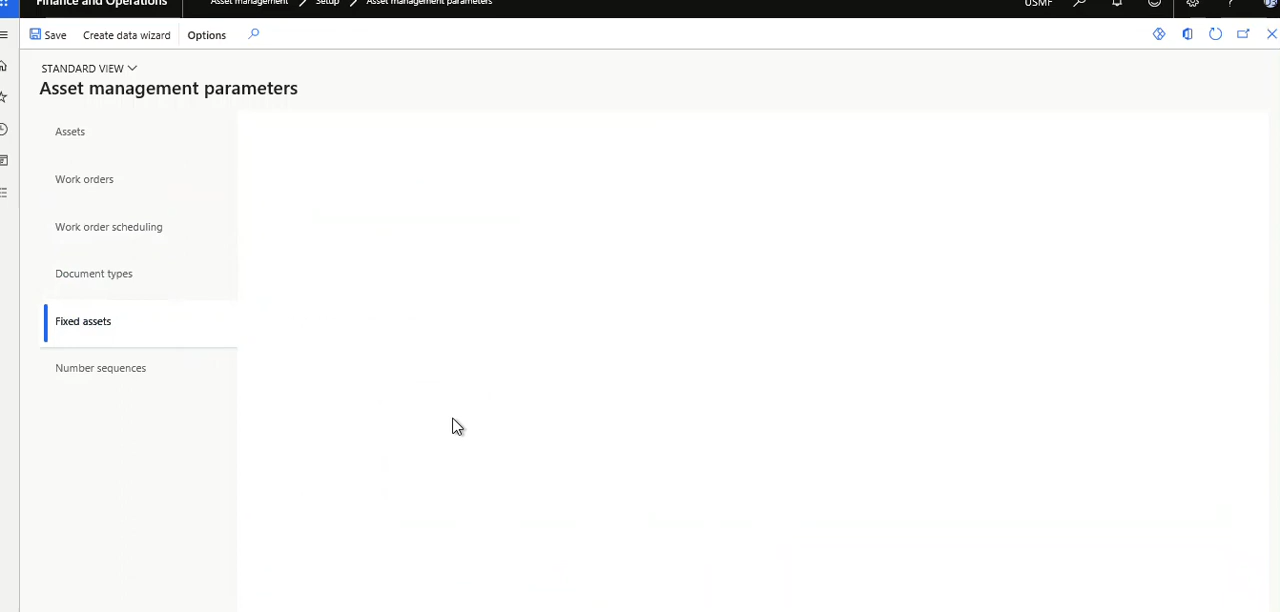 Finance and Operations
Asset management > Setup > Asset management parameters
USMF
?
Save Create data wizard Options
STANDARD VIEW
Asset management parameters
Assets
Work orders
Work order scheduling
Document types
Fixed assets
Number sequences